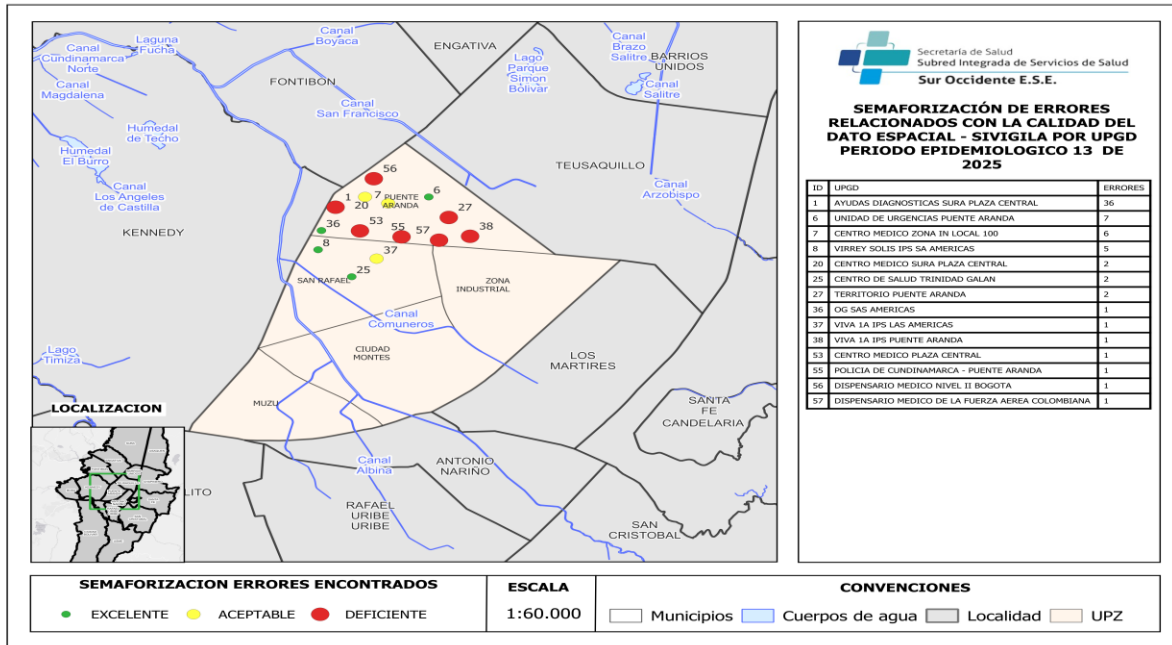 Canal
Cundinamarca
Norte
Laguna
Fucha
Canal
Boyaca
ENGATIVA
Canal
Brazo
Salitre
BARRIOS
UNIDOS
Lago
Parque
Simon
Bolivar
Canal
Salitre
Canal
Magdalena
FONTIBON
Canal
San Francisco
Humedal
de Techo
Humedal
El Burro
Canal
Los Angeles
de Castilla
TEUSAQUILLO
Canal
Arzobispo
KENNEDY
56
1
7
PUENTE
ARANDA
6
20
27
36
53
55
57
38
8
37
25
SAN RAFAEL
ZONA
INDUSTRIAL
Canal
Comuneros
CIUDAD
MONTES
LOS
MARTIRES
Lago
Timiza
MUZU
SANTA
FE
CANDELARIA
LOCALIZACION
LITO
Canal
Albina
ANTONIO
NARIÑO
RAFAEL
URIBE
URIBE
SAN
CRISTOBAL
Secretaría de Salud
Subred Integrada de Servicios de Salud
Sur Occidente E.S.E.
SEMAFORIZACIÓN DE ERRORES
RELACIONADOS CON LA CALIDAD DEL
DATO ESPACIAL - SIVIGILA POR UPGD
PERIODO EPIDEMIOLOGICO 13 DE
2025
ID UPGD ERRORES
1 AYUDAS DIAGNOSTICAS SURA PLAZA CENTRAL 36
6 UNIDAD DE URGENCIAS PUENTE ARANDA 7
7 CENTRO MEDICO ZONA IN LOCAL 100 6
8 VIRREY SOLIS IPS SA AMERICAS 5
20 CENTRO MEDICO SURA PLAZA CENTRAL 2
25 CENTRO DE SALUD TRINIDAD GALAN 2
27 TERRITORIO PUENTE ARANDA 2
36 OG SAS AMERICAS 1
37 VIVA 1A IPS LAS AMERICAS 1
38 VIVA 1A IPS PUENTE ARANDA 1
53 CENTRO MEDICO PLAZA CENTRAL 1
55 POLICIA DE CUNDINAMARCA - PUENTE ARANDA 1
56 DISPENSARIO MEDICO NIVEL II BOGOTA 1
57 DISPENSARIO MEDICO DE LA FUERZA AEREA COLOMBIANA 1
SEMAFORIZACION ERRORES ENCONTRADOS
EXCELENTE ACEPTABLE DEFICIENTE
ESCALA
1:60.000
CONVENCIONES
Municipios Cuerpos de agua Localidad UPZ